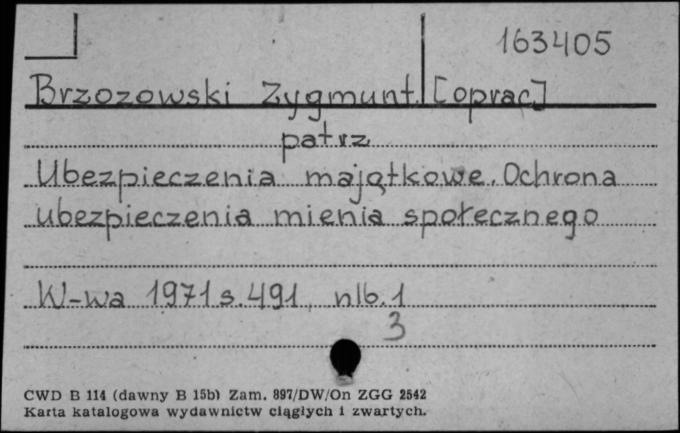 163405
Brzozowski Zygmunt [oprac]
patrz
Ubezpieczenia majątkowe. Ochrona
ubezpieczenia mienia społecznego
W-wa 1971 s. 491, nlb. 1
3
CWD B 114 (dawny B 15b) Zam. 897/DW/On ZGG 2542
Karta katalogowa wydawnictw ciągłych i zwartych.